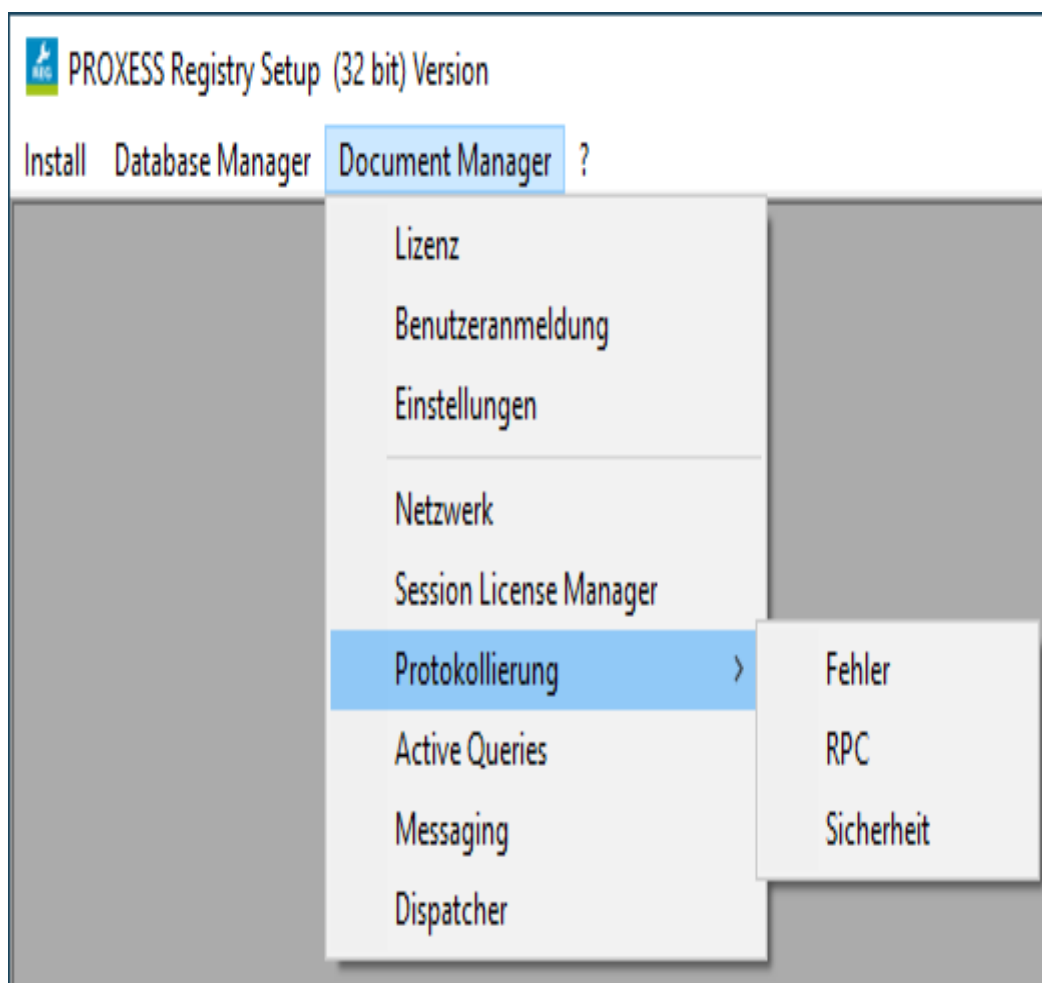 REG PROXESS Registry Setup (32 bit) Version
Install Database Manager Document Manager ?
Lizenz
Benutzeranmeldung
Einstellungen
Netzwerk
Session License Manager
Protokollierung > Fehler
Active Queries RPC
Messaging Sicherheit
Dispatcher